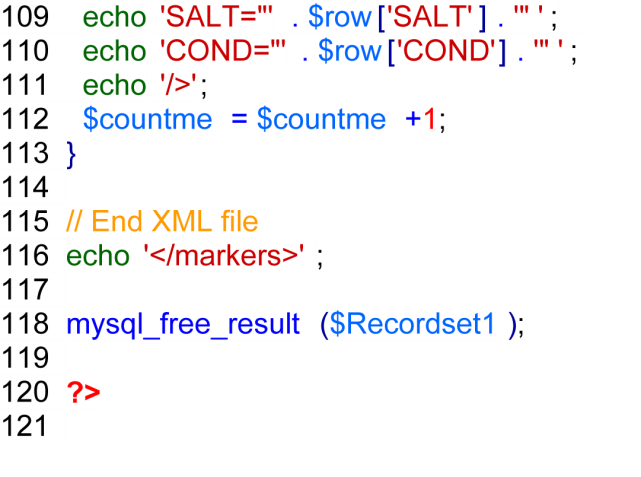 109 echo 'SALT="' . $row['SALT'] . '" ';
110 echo 'COND="' . $row['COND'] . '" ';
111 echo '/>';
112 $countme = $countme +1;
113 }
114
115 // End XML file
116 echo '</markers>' ;
117
118 mysql_free_result ($Recordset1 );
119
120 ?>
121